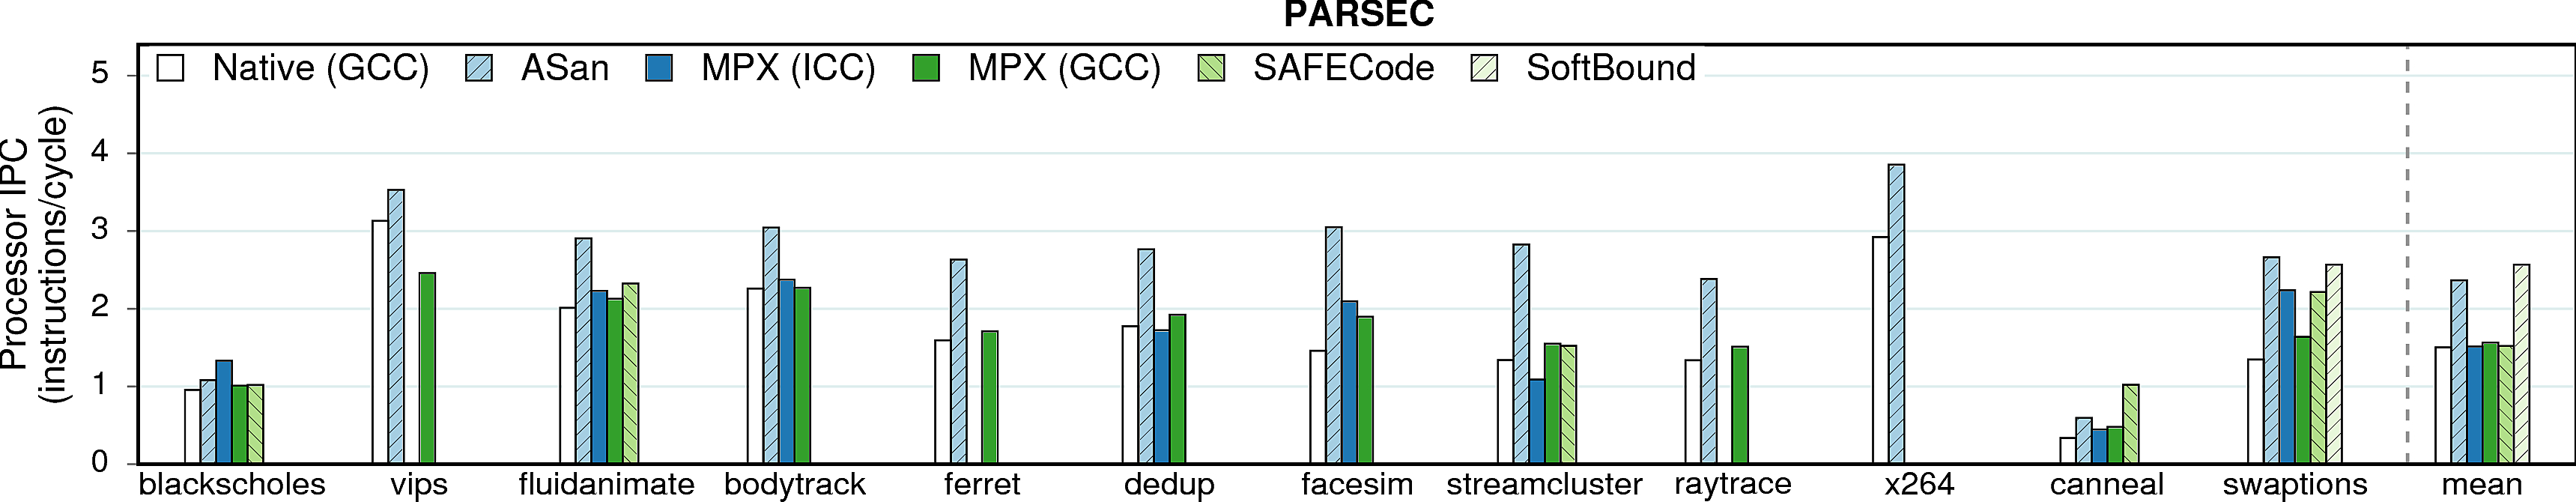 PARSEC
Native (GCC) ASan MPX (ICC) MPX (GCC) SAFECode SoftBound
Processor IPC
(instructions/cycle)
5
4
3
2
1
0
blackscholes vips fluidanimate bodytrack ferret dedup facesim streamcluster raytrace x264 canneal swaptions mean